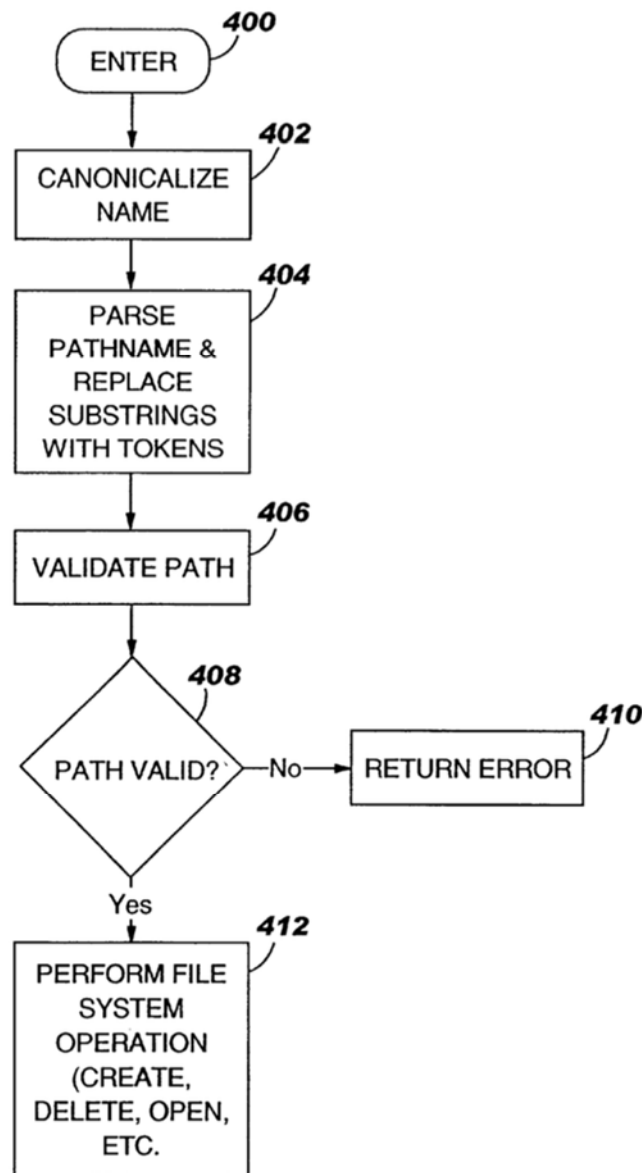 400
ENTER
402
CANONICALIZE
NAME
404
PARSE
PATHNAME &
REPLACE
SUBSTRINGS
WITH TOKENS
406
VALIDATE PATH
408
PATH VALID?
No
410
RETURN ERROR
Yes
412
PERFORM FILE
SYSTEM
OPERATION
(CREATE,
DELETE, OPEN,
ETC.